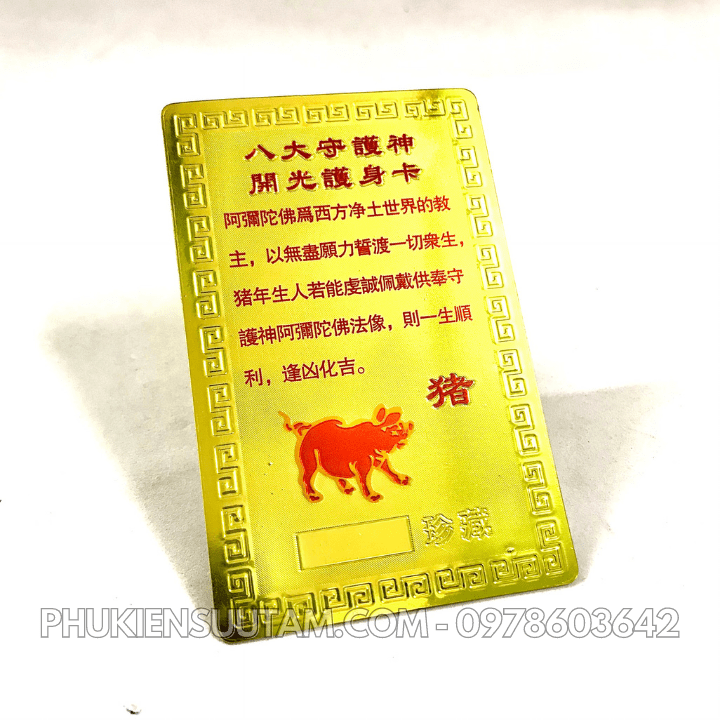 八大守護神
開光護身卡
阿彌陀佛爲西方净土世界的教
主，以無盡願力誓渡一切衆生，
猪年生人若能虔誠佩戴供奉守
護神阿彌陀佛法像，則一生順
利，逢凶化吉。
猪
珍藏
PHUKIENSUUTAM.COM - 0978603642